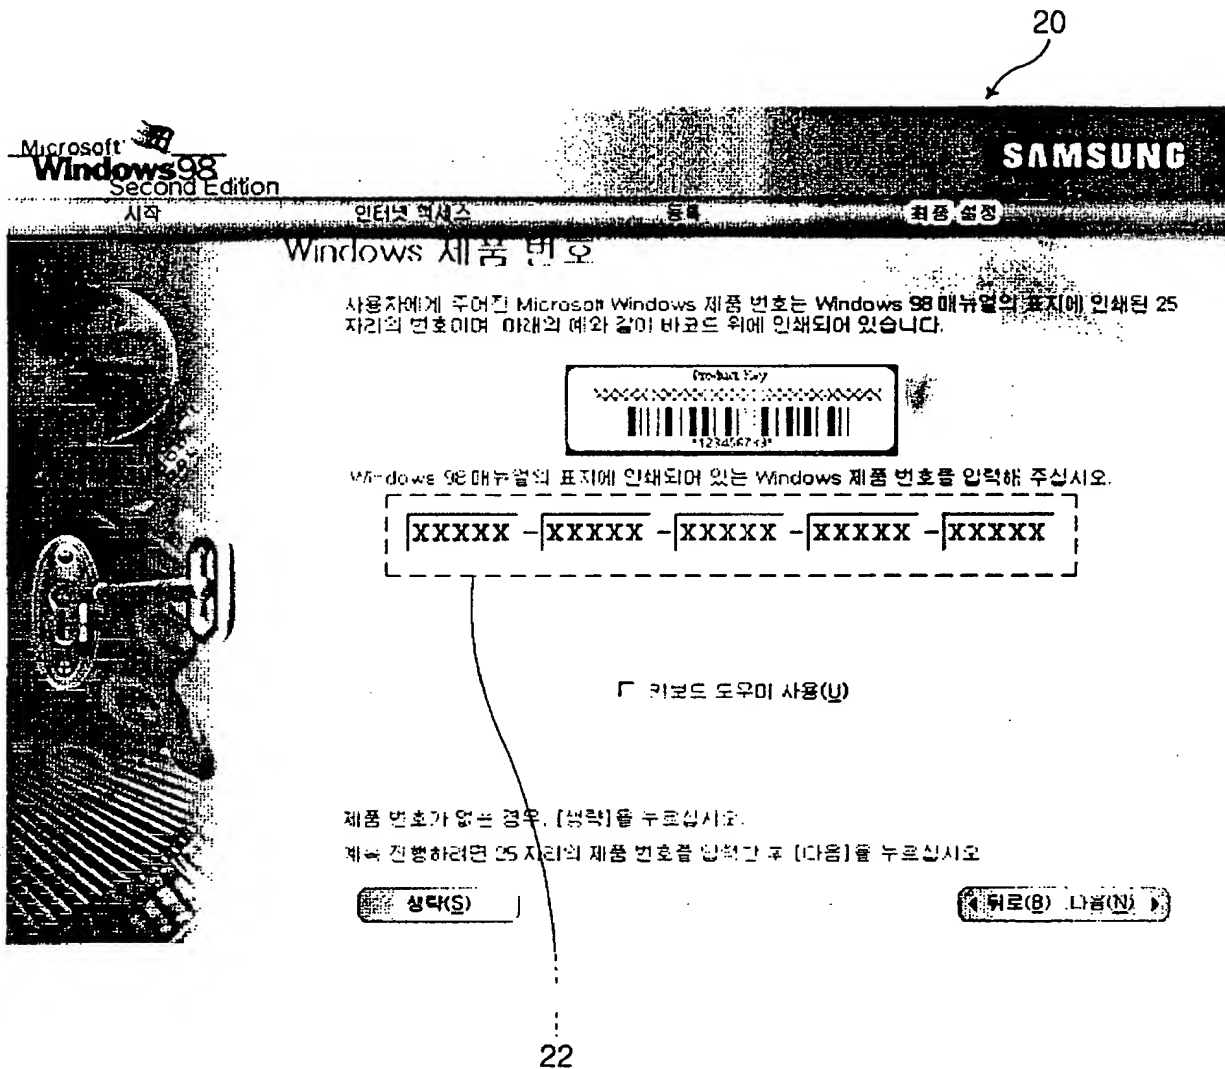 20
Microsoft
Windows98
Second Edition
SAMSUNG
시작
인터넷 액세스
등록
최종 설정
Windows 제품 번호
사용자에게 주어진 Microsoft Windows 제품 번호는 Windows 98 매뉴얼의 표지에 인쇄된 25
자리의 번호이며 아래의 예와 같이 바코드 위에 인쇄되어 있습니다.
Product Key
Windows 98 매뉴얼의 표지에 인쇄되어 있는 Windows 제품 번호를 입력해 주십시오.
XXXXX - XXXXX - XXXXX - XXXXX - XXXXX
키보드 도우미 사용(U)
제품 번호가 없는 경우, [생략]을 누르십시오.
계속 진행하려면 25 자리의 제품 번호를 입력한 후 [다음]을 누르십시오
생략(S)
뒤로(B) 다음(N)
22